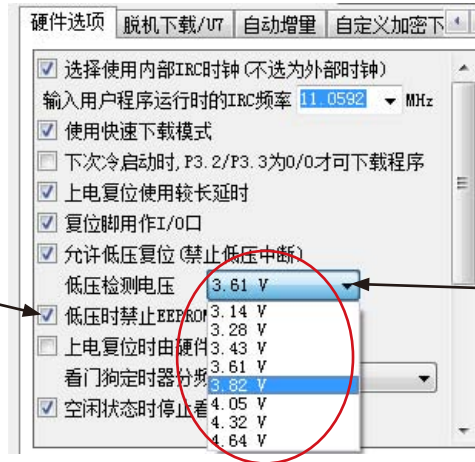 硬件选项 脱机下载/U7 自动增量 自定义加密下
选择使用内部IRC时钟(不选为外部时钟)
输入用户程序运行时的IRC频率 11.0592 MHz
使用快速下载模式
下次冷启动时,P3.2/P3.3为0/0才可下载程序
上电复位使用较长延时
复位脚用作I/O口
允许低压复位(禁止低压中断)
低压检测电压 3.61 V
低压时禁止EEPRO
上电复位时由硬件
看门狗定时器分频
空闲状态时停止看
3.14 V
3.28 V
3.43 V
3.61 V
3.82 V
4.05 V
4.32 V
4.64 V